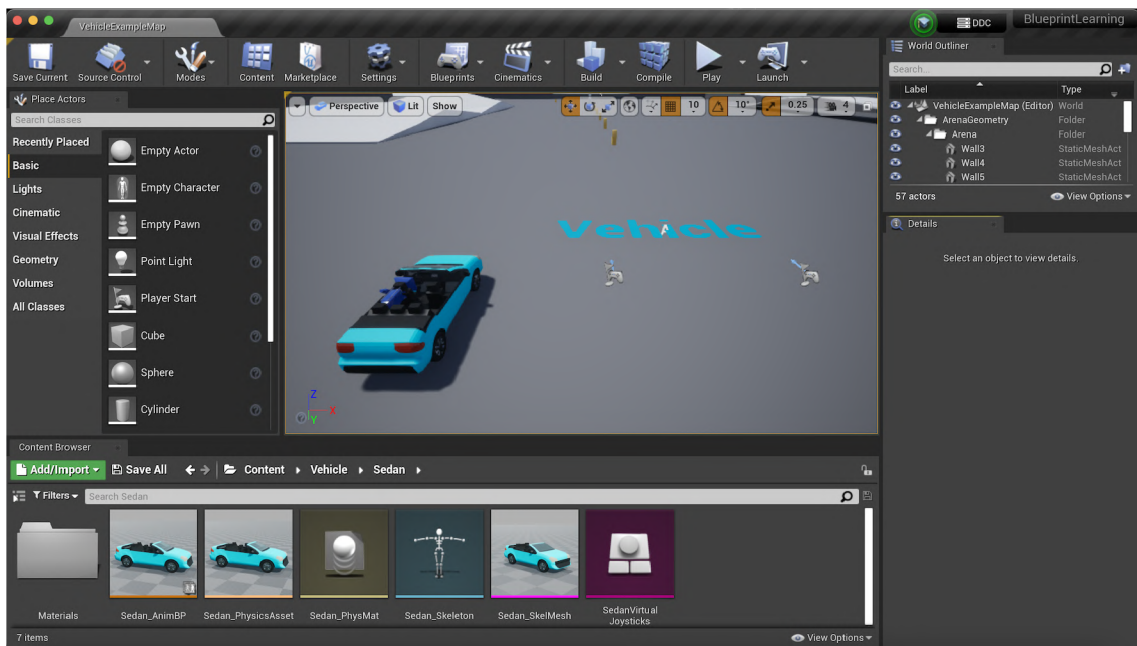 VehicleExampleMap
DDC
BlueprintLearning
Save Current
Source Control
Modes
Content
Marketplace
Settings
Blueprints
Cinematics
Build
Compile
Play
Launch
Place Actors
Search Classes
Recently Placed
Basic
Lights
Cinematic
Visual Effects
Geometry
Volumes
All Classes
Empty Actor
Empty Character
Empty Pawn
Point Light
Player Start
Cube
Sphere
Cylinder
Perspective
Lit
Show
10
10°
0.25
4
Vehicle
Z
X
Y
World Outliner
Search...
Label
Type
VehicleExampleMap (Editor) World
ArenaGeometry Folder
Arena Folder
Wall3 StaticMeshAct
Wall4 StaticMeshAct
Wall5 StaticMeshAct
57 actors
View Options
Details
Select an object to view details.
Content Browser
Add/Import
Save All
Content
Vehicle
Sedan
Filters
Search Sedan
Materials
Sedan_AnimBP
Sedan_PhysicsAsset
Sedan_PhysMat
Sedan_Skeleton
Sedan_SkelMesh
SedanVirtual
Joysticks
7 items
View Options